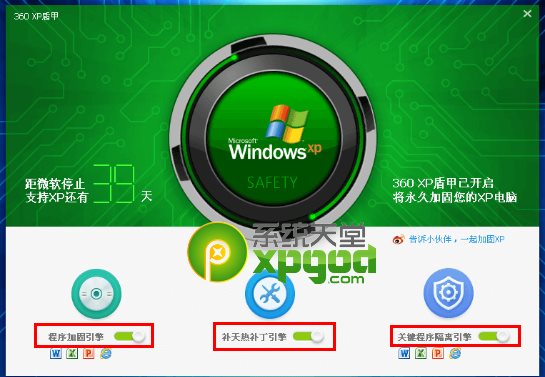 360 XP盾甲
Microsoft
Windows xp
SAFETY
距微软停止
支持XP还有 39 天
360 XP盾甲已开启
将永久加固您的XP电脑
告诉小伙伴，一起加固XP
系统天堂
xpgod.com
程序加固引擎
补天热补丁引擎
关键程序隔离引擎
W X P
W X P